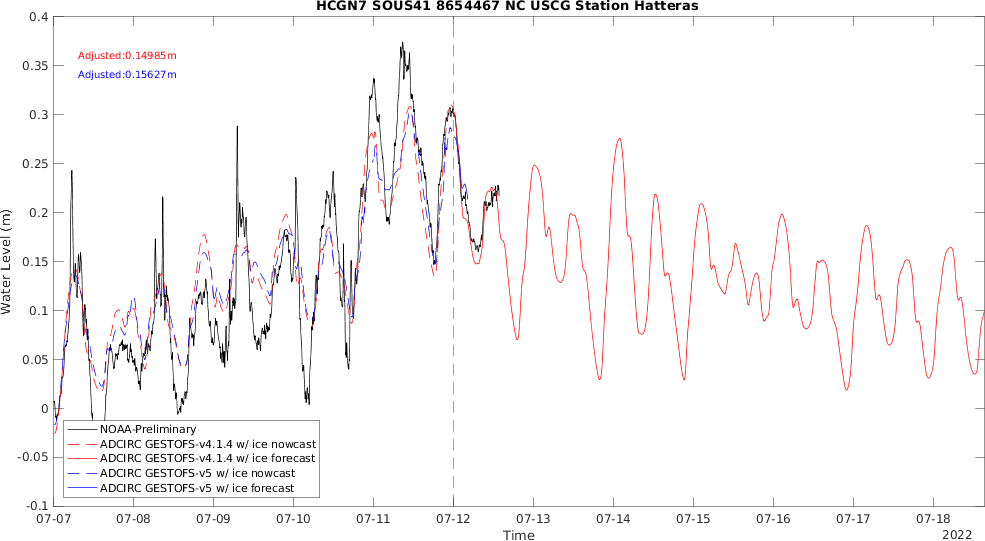 HCGN7 SOUS41 8654467 NC USCG Station Hatteras
Adjusted:0.14985m
Adjusted:0.15627m
Water Level (m)
0.4
0.35
0.3
0.25
0.2
0.15
0.1
0.05
0
-0.05
-0.1
NOAA-Preliminary
ADCIRC GESTOFS-v4.1.4 w/ ice nowcast
ADCIRC GESTOFS-v4.1.4 w/ ice forecast
ADCIRC GESTOFS-v5 w/ ice nowcast
ADCIRC GESTOFS-v5 w/ ice forecast
07-07 07-08 07-09 07-10 07-11 07-12 07-13 07-14 07-15 07-16 07-17 07-18
Time
2022